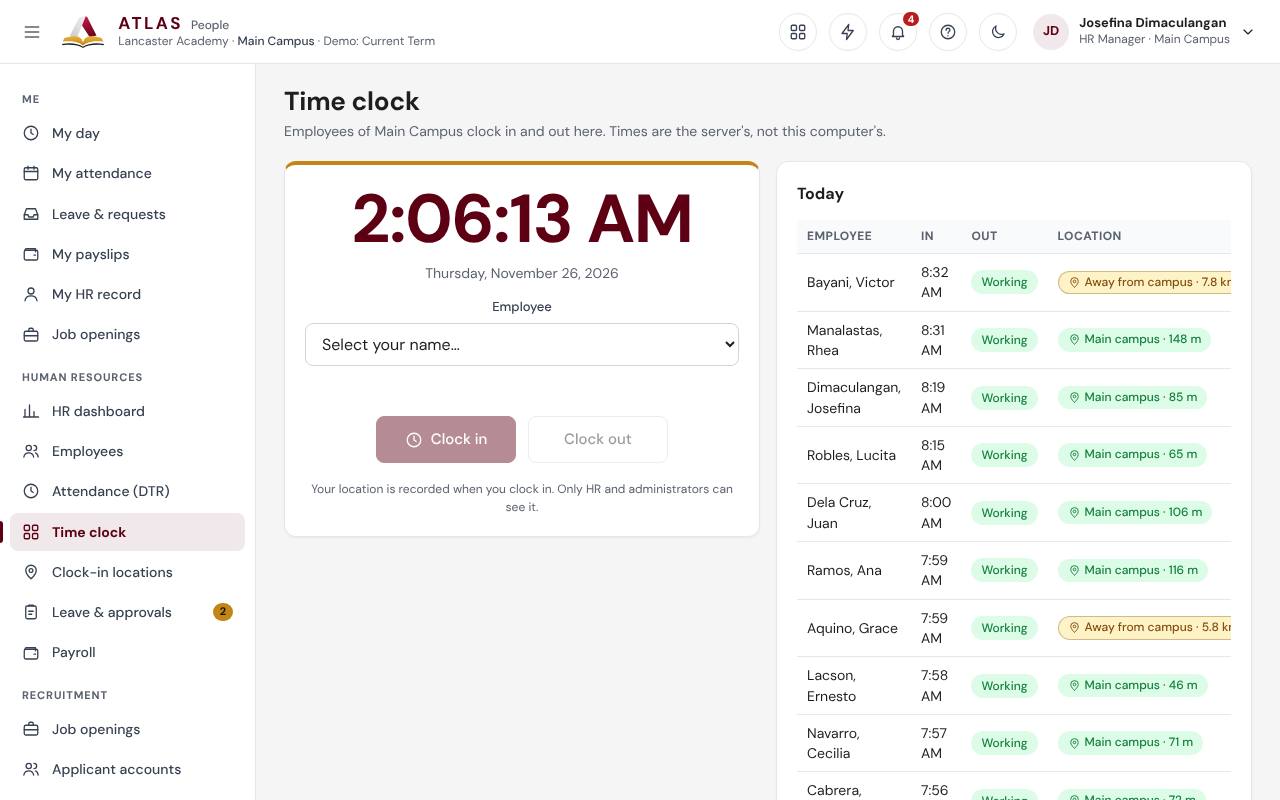 ATLAS People
Lancaster Academy · Main Campus · Demo: Current Term
4
JD
Josefina Dimaculangan
HR Manager · Main Campus
ME
My day
My attendance
Leave & requests
My payslips
My HR record
Job openings
HUMAN RESOURCES
HR dashboard
Employees
Attendance (DTR)
Time clock
Clock-in locations
Leave & approvals 2
Payroll
RECRUITMENT
Job openings
Applicant accounts
Time clock
Employees of Main Campus clock in and out here. Times are the server's, not this computer's.
2:06:13 AM
Thursday, November 26, 2026
Employee
Select your name...
Clock in
Clock out
Your location is recorded when you clock in. Only HR and administrators can
see it.
Today
EMPLOYEE IN OUT LOCATION
Bayani, Victor 8:32 AM Working Away from campus · 7.8 km
Manalastas, Rhea 8:31 AM Working Main campus · 148 m
Dimaculangan, Josefina 8:19 AM Working Main campus · 85 m
Robles, Lucita 8:15 AM Working Main campus · 65 m
Dela Cruz, Juan 8:00 AM Working Main campus · 106 m
Ramos, Ana 7:59 AM Working Main campus · 116 m
Aquino, Grace 7:59 AM Working Away from campus · 5.8 km
Lacson, Ernesto 7:58 AM Working Main campus · 46 m
Navarro, Cecilia 7:57 AM Working Main campus · 71 m
Cabrera, 7:56 Working Main campus · 72 m